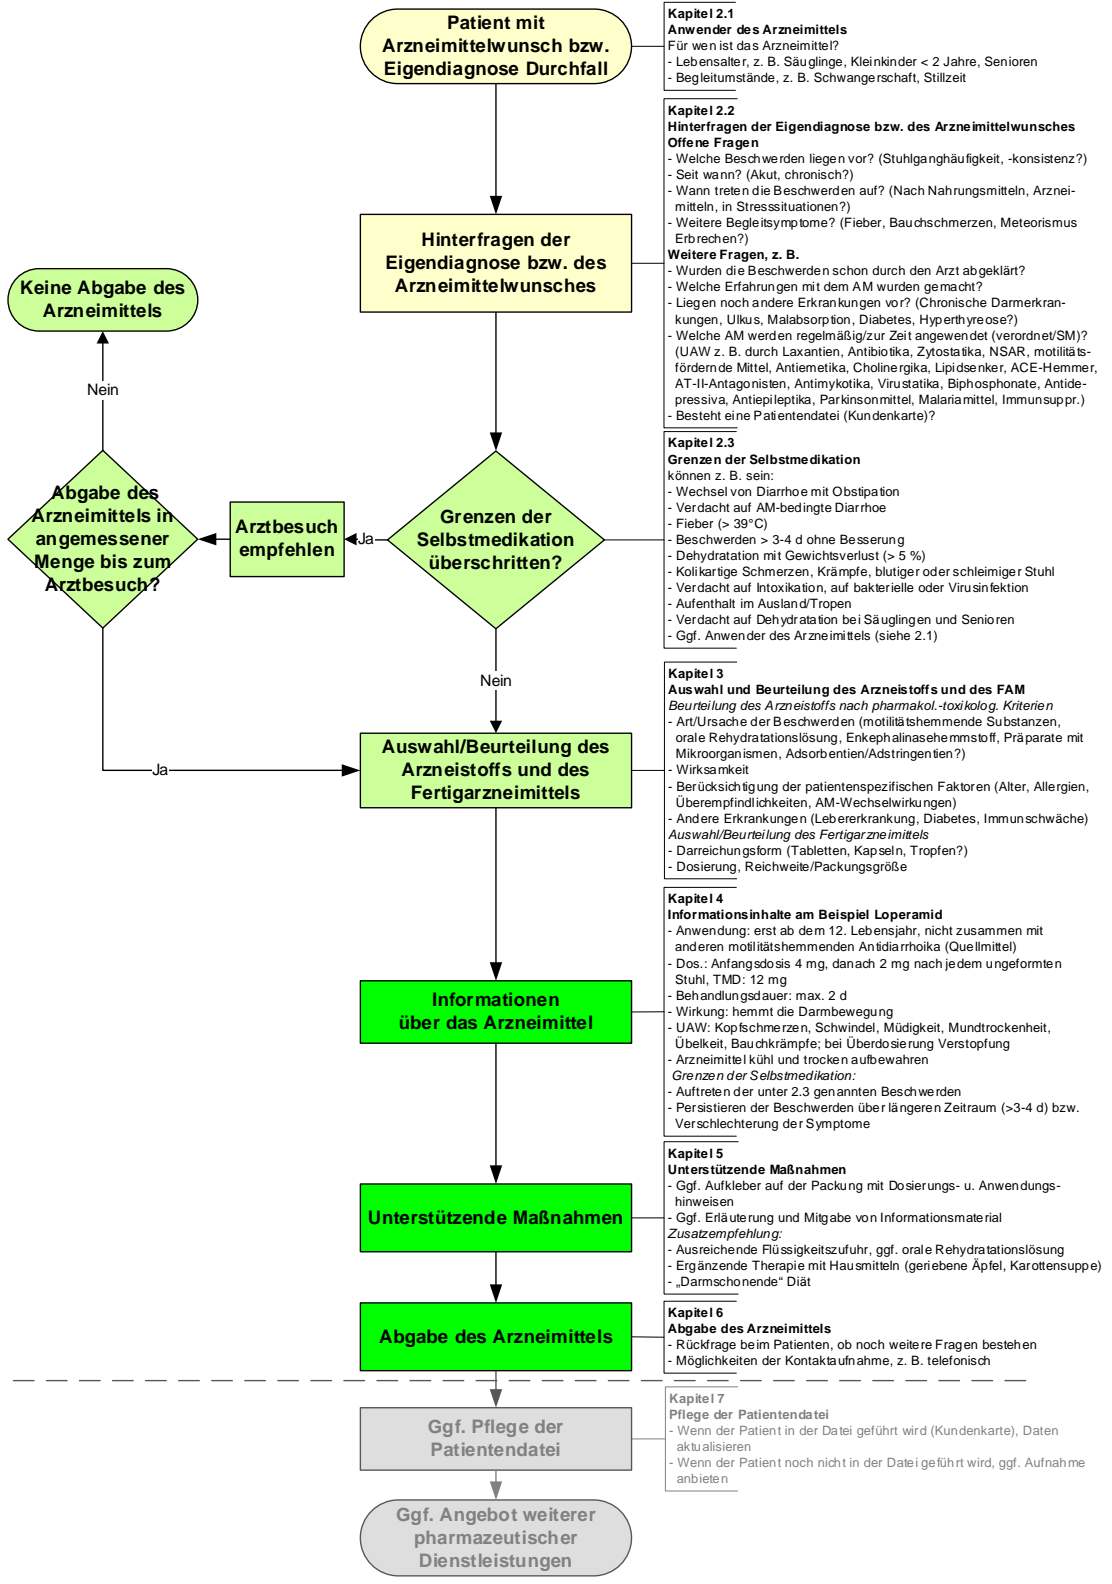 Patient mit
Arzneimittelwunsch bzw.
Eigendiagnose Durchfall
Kapitel 2.1
Anwender des Arzneimittels
Für wen ist das Arzneimittel?
- Lebensalter, z. B. Säuglinge, Kleinkinder < 2 Jahre, Senioren
- Begleitumstände, z. B. Schwangerschaft, Stillzeit
Kapitel 2.2
Hinterfragen der Eigendiagnose bzw. des Arzneimittelwunsches
Offene Fragen
- Welche Beschwerden liegen vor? (Stuhlganghäufigkeit, -konsistenz?)
- Seit wann? (Akut, chronisch?)
- Wann treten die Beschwerden auf? (Nach Nahrungsmitteln, Arznei-
mitteln, in Stresssituationen?)
- Weitere Begleitsymptome? (Fieber, Bauchschmerzen, Meteorismus
Erbrechen?)
Weitere Fragen, z. B.
- Wurden die Beschwerden schon durch den Arzt abgeklärt?
- Welche Erfahrungen mit dem AM wurden gemacht?
- Liegen noch andere Erkrankungen vor? (Chronische Darmerkran-
kungen, Ulkus, Malabsorption, Diabetes, Hyperthyreose?)
- Welche AM werden regelmäßig/zur Zeit angewendet (verordnet/SM)?
(UAW z. B. durch Laxantien, Antibiotika, Zytostatika, NSAR, motilitäts-
fördernde Mittel, Antiemetika, Cholinergika, Lipidsenker, ACE-Hemmer,
AT-II-Antagonisten, Antimykotika, Virustatika, Biphosphonate, Antide-
pressiva, Antiepileptika, Parkinsonmittel, Malariamittel, Immunsuppr.)
- Besteht eine Patientendatei (Kundenkarte)?
Hinterfragen der
Eigendiagnose bzw. des
Arzneimittelwunsches
Keine Abgabe des
Arzneimittels
Nein
Abgabe des
Arzneimittels in
angemessener
Menge bis zum
Arztbesuch?
Arztbesuch
empfehlen
Ja
Grenzen der
Selbstmedikation
überschritten?
Kapitel 2.3
Grenzen der Selbstmedikation
können z. B. sein:
- Wechsel von Diarrhoe mit Obstipation
- Verdacht auf AM-bedingte Diarrhoe
- Fieber (> 39°C)
- Beschwerden > 3-4 d ohne Besserung
- Dehydratation mit Gewichtsverlust (> 5 %)
- Kolikartige Schmerzen, Krämpfe, blutiger oder schleimiger Stuhl
- Verdacht auf Intoxikation, auf bakterielle oder Virusinfektion
- Aufenthalt im Ausland/Tropen
- Verdacht auf Dehydratation bei Säuglingen und Senioren
- Ggf. Anwender des Arzneimittels (siehe 2.1)
Nein
Ja
Auswahl/Beurteilung des
Arzneistoffs und des
Fertigarzneimittels
Kapitel 3
Auswahl und Beurteilung des Arzneistoffs und des FAM
Beurteilung des Arzneistoffs nach pharmakol.-toxikolog. Kriterien
- Art/Ursache der Beschwerden (motilitätshemmende Substanzen,
orale Rehydratationslösung, Enkephalinasehemmstoff, Präparate mit
Mikroorganismen, Adsorbentien/Adstringentien?)
- Wirksamkeit
- Berücksichtigung der patientenspezifischen Faktoren (Alter, Allergien,
Überempfindlichkeiten, AM-Wechselwirkungen)
- Andere Erkrankungen (Lebererkrankung, Diabetes, Immunschwäche)
Auswahl/Beurteilung des Fertigarzneimittels
- Darreichungsform (Tabletten, Kapseln, Tropfen?)
- Dosierung, Reichweite/Packungsgröße
Informationen
über das Arzneimittel
Kapitel 4
Informationsinhalte am Beispiel Loperamid
- Anwendung: erst ab dem 12. Lebensjahr, nicht zusammen mit
anderen motilitätshemmenden Antidiarrhoika (Quellmittel)
- Dos.: Anfangsdosis 4 mg, danach 2 mg nach jedem ungeformten
Stuhl, TMD: 12 mg
- Behandlungsdauer: max. 2 d
- Wirkung: hemmt die Darmbewegung
- UAW: Kopfschmerzen, Schwindel, Müdigkeit, Mundtrockenheit,
Übelkeit, Bauchkrämpfe; bei Überdosierung Verstopfung
- Arzneimittel kühl und trocken aufbewahren
Grenzen der Selbstmedikation:
- Auftreten der unter 2.3 genannten Beschwerden
- Persistieren der Beschwerden über längeren Zeitraum (>3-4 d) bzw.
Verschlechterung der Symptome
Unterstützende Maßnahmen
Kapitel 5
Unterstützende Maßnahmen
- Ggf. Aufkleber auf der Packung mit Dosierungs- u. Anwendungs-
hinweisen
- Ggf. Erläuterung und Mitgabe von Informationsmaterial
Zusatzempfehlung:
- Ausreichende Flüssigkeitszufuhr, ggf. orale Rehydratationslösung
- Ergänzende Therapie mit Hausmitteln (geriebene Äpfel, Karottensuppe)
- „Darmschonende“ Diät
Abgabe des Arzneimittels
Kapitel 6
Abgabe des Arzneimittels
- Rückfrage beim Patienten, ob noch weitere Fragen bestehen
- Möglichkeiten der Kontaktaufnahme, z. B. telefonisch
Ggf. Pflege der
Patientendatei
Kapitel 7
Pflege der Patientendatei
- Wenn der Patient in der Datei geführt wird (Kundenkarte), Daten
aktualisieren
- Wenn der Patient noch nicht in der Datei geführt wird, ggf. Aufnahme
anbieten
Ggf. Angebot weiterer
pharmazeutischer
Dienstleistungen